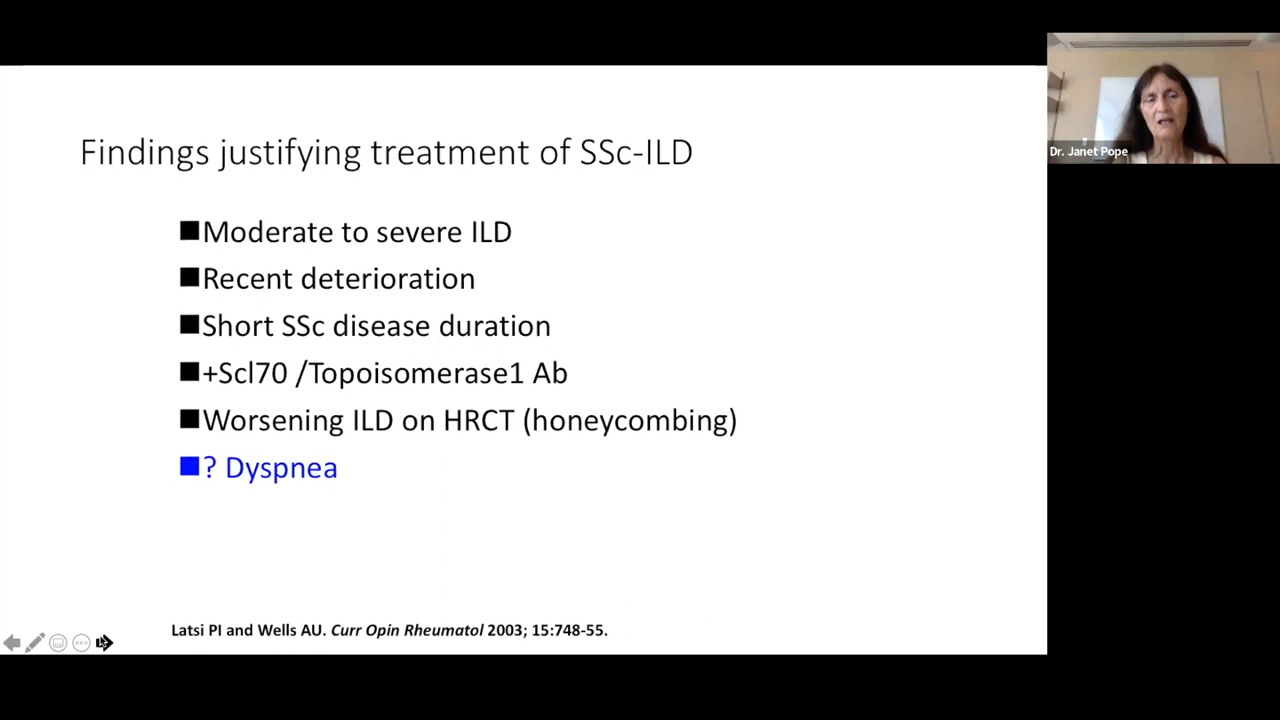 Findings justifying treatment of SSc-ILD
Moderate to severe ILD
Recent deterioration
Short SSc disease duration
+Scl70 /Topoisomerase1 Ab
Worsening ILD on HRCT (honeycombing)
? Dyspnea
Latsi PI and Wells AU. Curr Opin Rheumatol 2003; 15:748-55.
Dr. Janet Pope